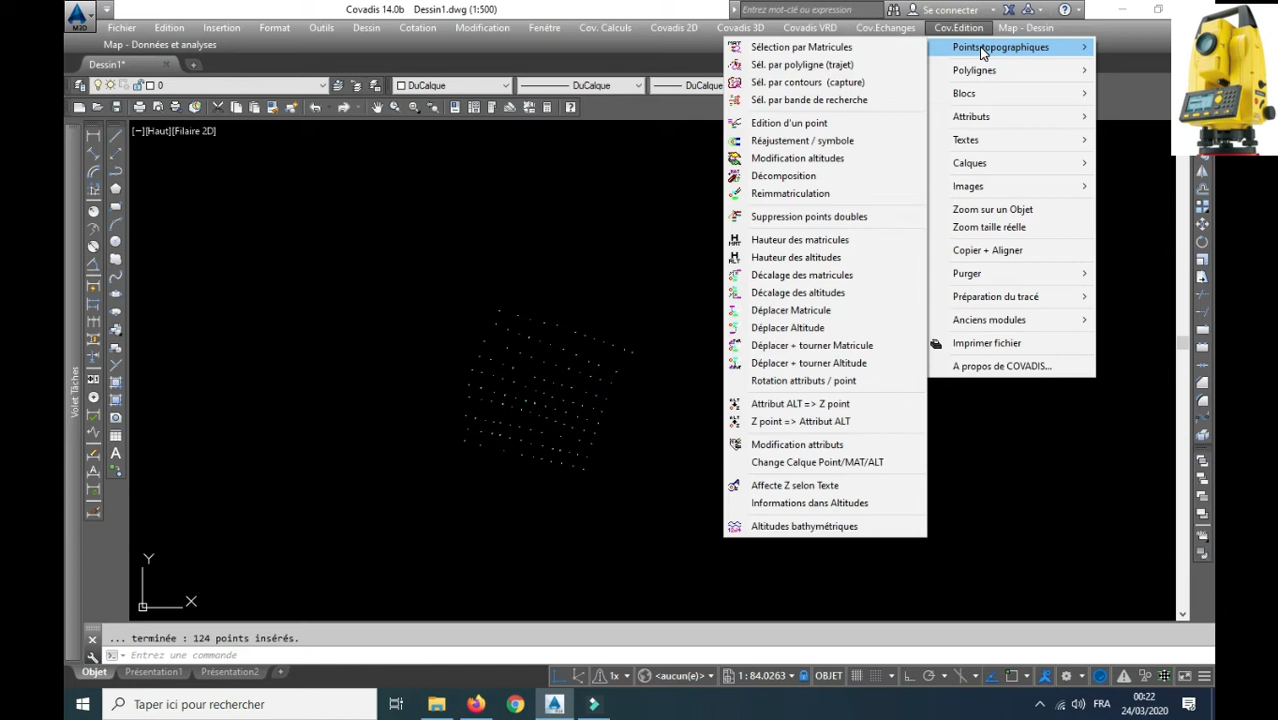 Covadis 14.0b Dessin1.dwg (1:500)
Entrez mot-clé ou expression
Se connecter
M3D
Fichier Edition Format Outils Dessin Cotation Modification Fenêtre Cov. Calculs Covadis 2D Covadis 3D Covadis VRD Cov.Echanges Cov.Edition Map - Dessin
Map - Données et analyses
Dessin1*
0 DuCalque DuCalque DuCalque
[−][Haut][Filaire 2D]
Volet Tâches
Sélection par Matricules
Sél. par polyligne (trajet)
Sél. par contours (capture)
Sél. par bande de recherche
Edition d'un point
Réajustement / symbole
Modification altitudes
Décomposition
Reimmatriculation
Suppression points doubles
Hauteur des matricules
Hauteur des altitudes
Décalage des matricules
Décalage des altitudes
Déplacer Matricule
Déplacer Altitude
Déplacer + tourner Matricule
Déplacer + tourner Altitude
Rotation attributs / point
Attribut ALT => Z point
Z point => Attribut ALT
Modification attributs
Change Calque Point/MAT/ALT
Affecte Z selon Texte
Informations dans Altitudes
Altitudes bathymétriques
Points topographiques
Polylignes
Blocs
Attributs
Textes
Calques
Images
Zoom sur un Objet
Zoom taille réelle
Copier + Aligner
Purger
Préparation du tracé
Anciens modules
Imprimer fichier
A propos de COVADIS...
Y
X
... terminée : 124 points insérés.
Entrez une commande
Objet Présentation1 Présentation2 +
1x <aucun(e)> 1 : 84.0263 OBJET
Taper ici pour rechercher
FRA
00:22
24/03/2020